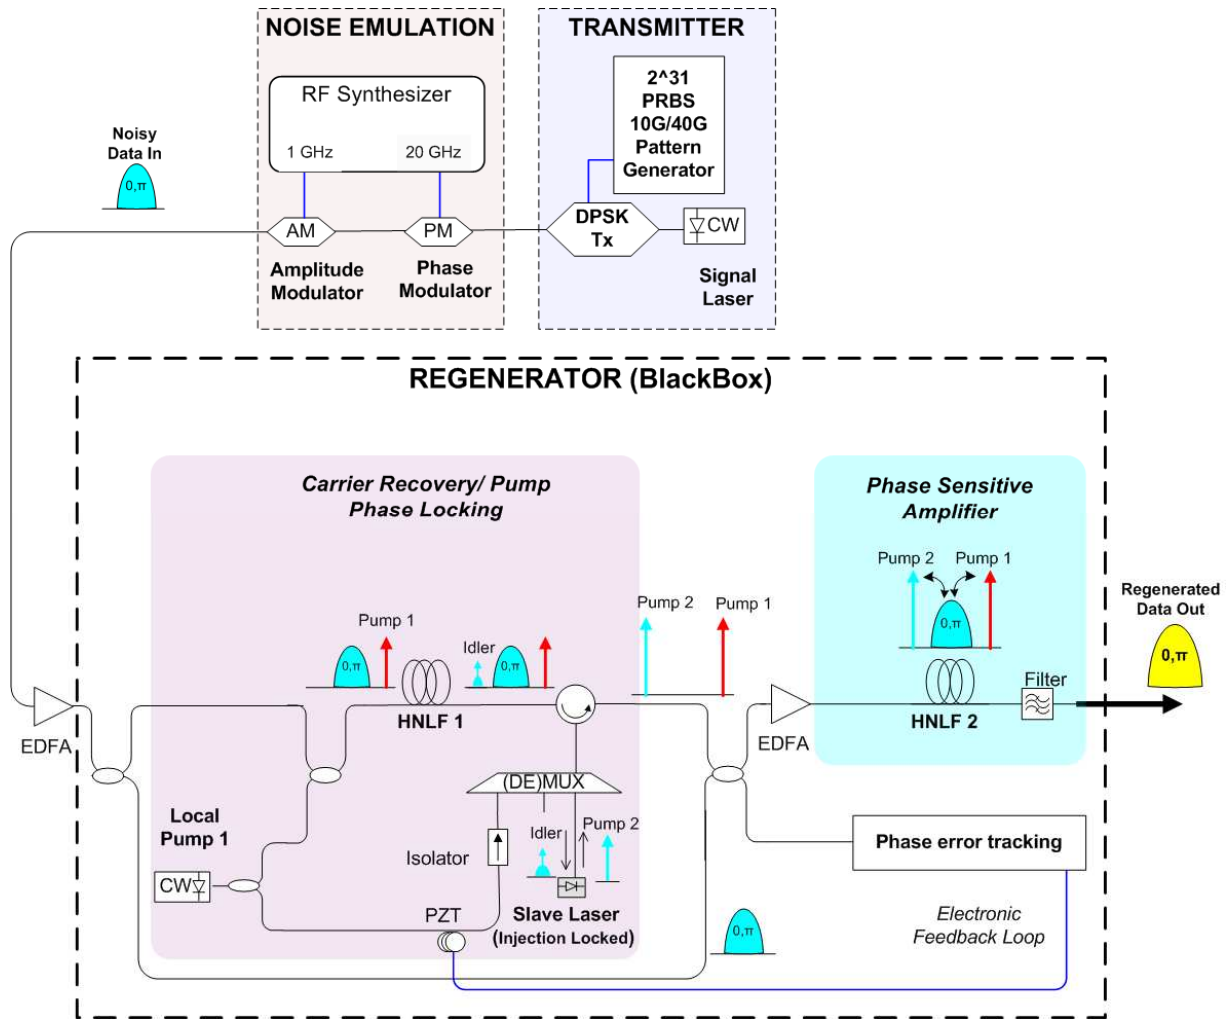 NOISE EMULATION
TRANSMITTER
RF Synthesizer
1 GHz
20 GHz
2^31
PRBS
10G/40G
Pattern
Generator
Noisy
Data In
0,π
AM
PM
DPSK
Tx
CW
Amplitude
Modulator
Phase
Modulator
Signal
Laser
REGENERATOR (BlackBox)
Carrier Recovery/ Pump
Phase Locking
Phase Sensitive
Amplifier
Pump 2
Pump 1
0,π
Regenerated
Data Out
0,π
Pump 1
0,π
Idler
0,π
Pump 2
Pump 1
EDFA
HNLF 1
EDFA
HNLF 2
Filter
(DE)MUX
Local
Pump 1
CW
Isolator
Idler
Pump 2
Slave Laser
(Injection Locked)
PZT
0,π
Phase error tracking
Electronic
Feedback Loop